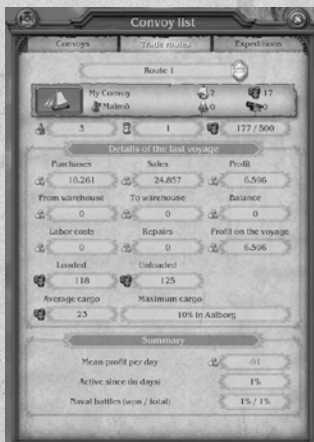 Convoy list
Convoys Trade routes Expeditions
Route 1
My Convoy 2 17
Malmö 0 0
3 1 177 / 500
Details of the last voyage
Purchases Sales Profit
18.261 24.857 6.596
From warehouse To warehouse Balance
0 0 0
Labor costs Repairs Profit on the voyage
0 0 6.596
Loaded Unloaded
118 125
Average cargo Maximum cargo
25 10% in Aalborg
Summary
Mean profit per day -91
Active since (in days) 1%
Naval battles (won / total) 1% / 1%